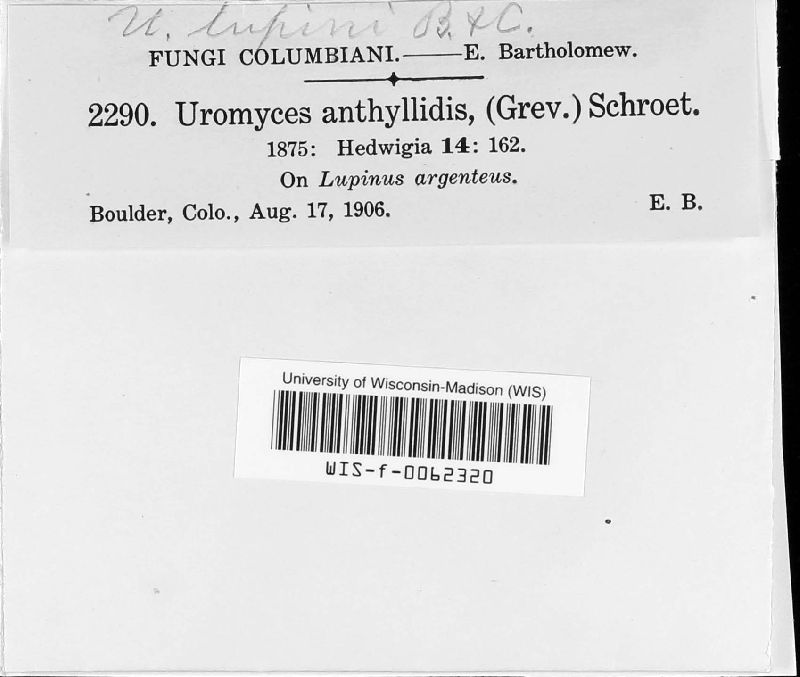 U. lupini B. & C.
FUNGI COLUMBIANI.——E. Bartholomew.
2290. Uromyces anthyllidis, (Grev.) Schroet.
1875: Hedwigia 14: 162.
On Lupinus argenteus.
Boulder, Colo., Aug. 17, 1906. E. B.
University of Wisconsin-Madison (WIS)
WIS-f-0062320